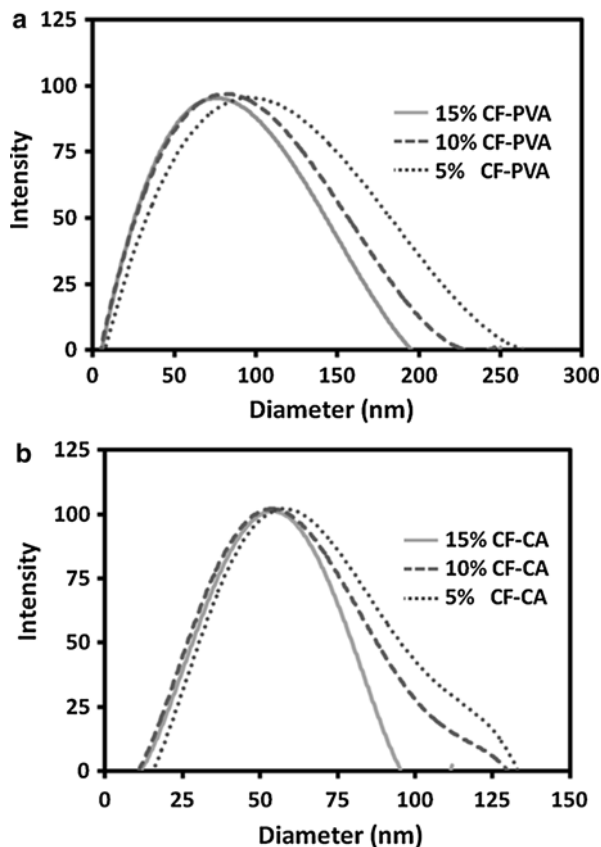 a
125
100
75
50
25
0
Intensity
15% CF-PVA
10% CF-PVA
5% CF-PVA
0 50 100 150 200 250 300
Diameter (nm)
b
125
100
75
50
25
0
Intensity
15% CF-CA
10% CF-CA
5% CF-CA
0 25 50 75 100 125 150
Diameter (nm)